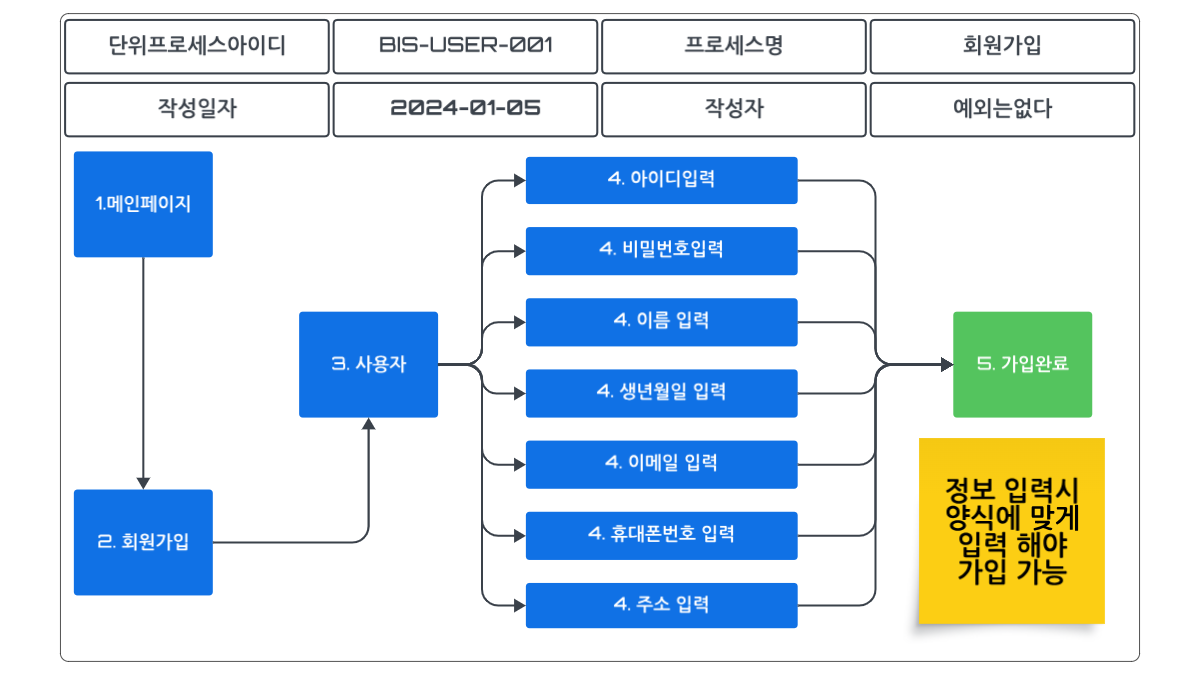 단위프로세스아이디
BIS-USER-001
프로세스명
회원가입
작성일자
2024-01-05
작성자
예외는없다
1.메인페이지
2. 회원가입
3. 사용자
4. 아이디입력
4. 비밀번호입력
4. 이름 입력
4. 생년월일 입력
4. 이메일 입력
4. 휴대폰번호 입력
4. 주소 입력
5. 가입완료
정보 입력시
양식에 맞게
입력 해야
가입 가능